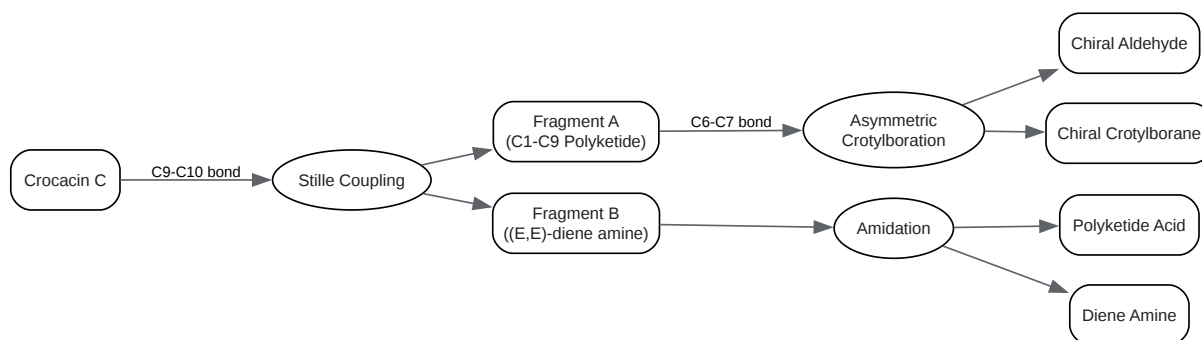 Crocacin C
C9-C10 bond
Stille Coupling
Fragment A
(C1-C9 Polyketide)
C6-C7 bond
Asymmetric
Crotylboration
Chiral Aldehyde
Chiral Crotylborane
Fragment B
((E,E)-diene amine)
Amidation
Polyketide Acid
Diene Amine